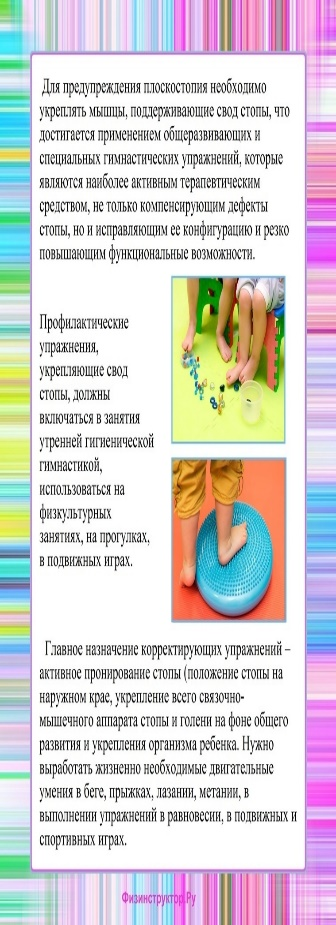 Для предупреждения плоскостопия необходимо
укреплять мышцы, поддерживающие свод стопы, что
достигается применением общеразвивающих и
специальных гимнастических упражнений, которые
являются наиболее активным терапевтическим
средством, не только компенсирующим дефекты
стопы, но и исправляющим ее конфигурацию и резко
повышающим функциональные возможности.
Профилактические
упражнения,
укрепляющие свод
стопы, должны
включаться в занятия
утренней гигиенической
гимнастикой,
использоваться на
физкультурных
занятиях, на прогулках,
в подвижных играх.
Главное назначение корректирующих упражнений –
активное пронирование стопы (положение стопы на
наружном крае, укрепление всего связочно-
мышечного аппарата стопы и голени на фоне общего
развития и укрепления организма ребенка. Нужно
выработать жизненно необходимые двигательные
умения в беге, прыжках, лазании, метании, в
выполнении упражнений в равновесии, в подвижных и
спортивных играх.
Физинструктор.Ру